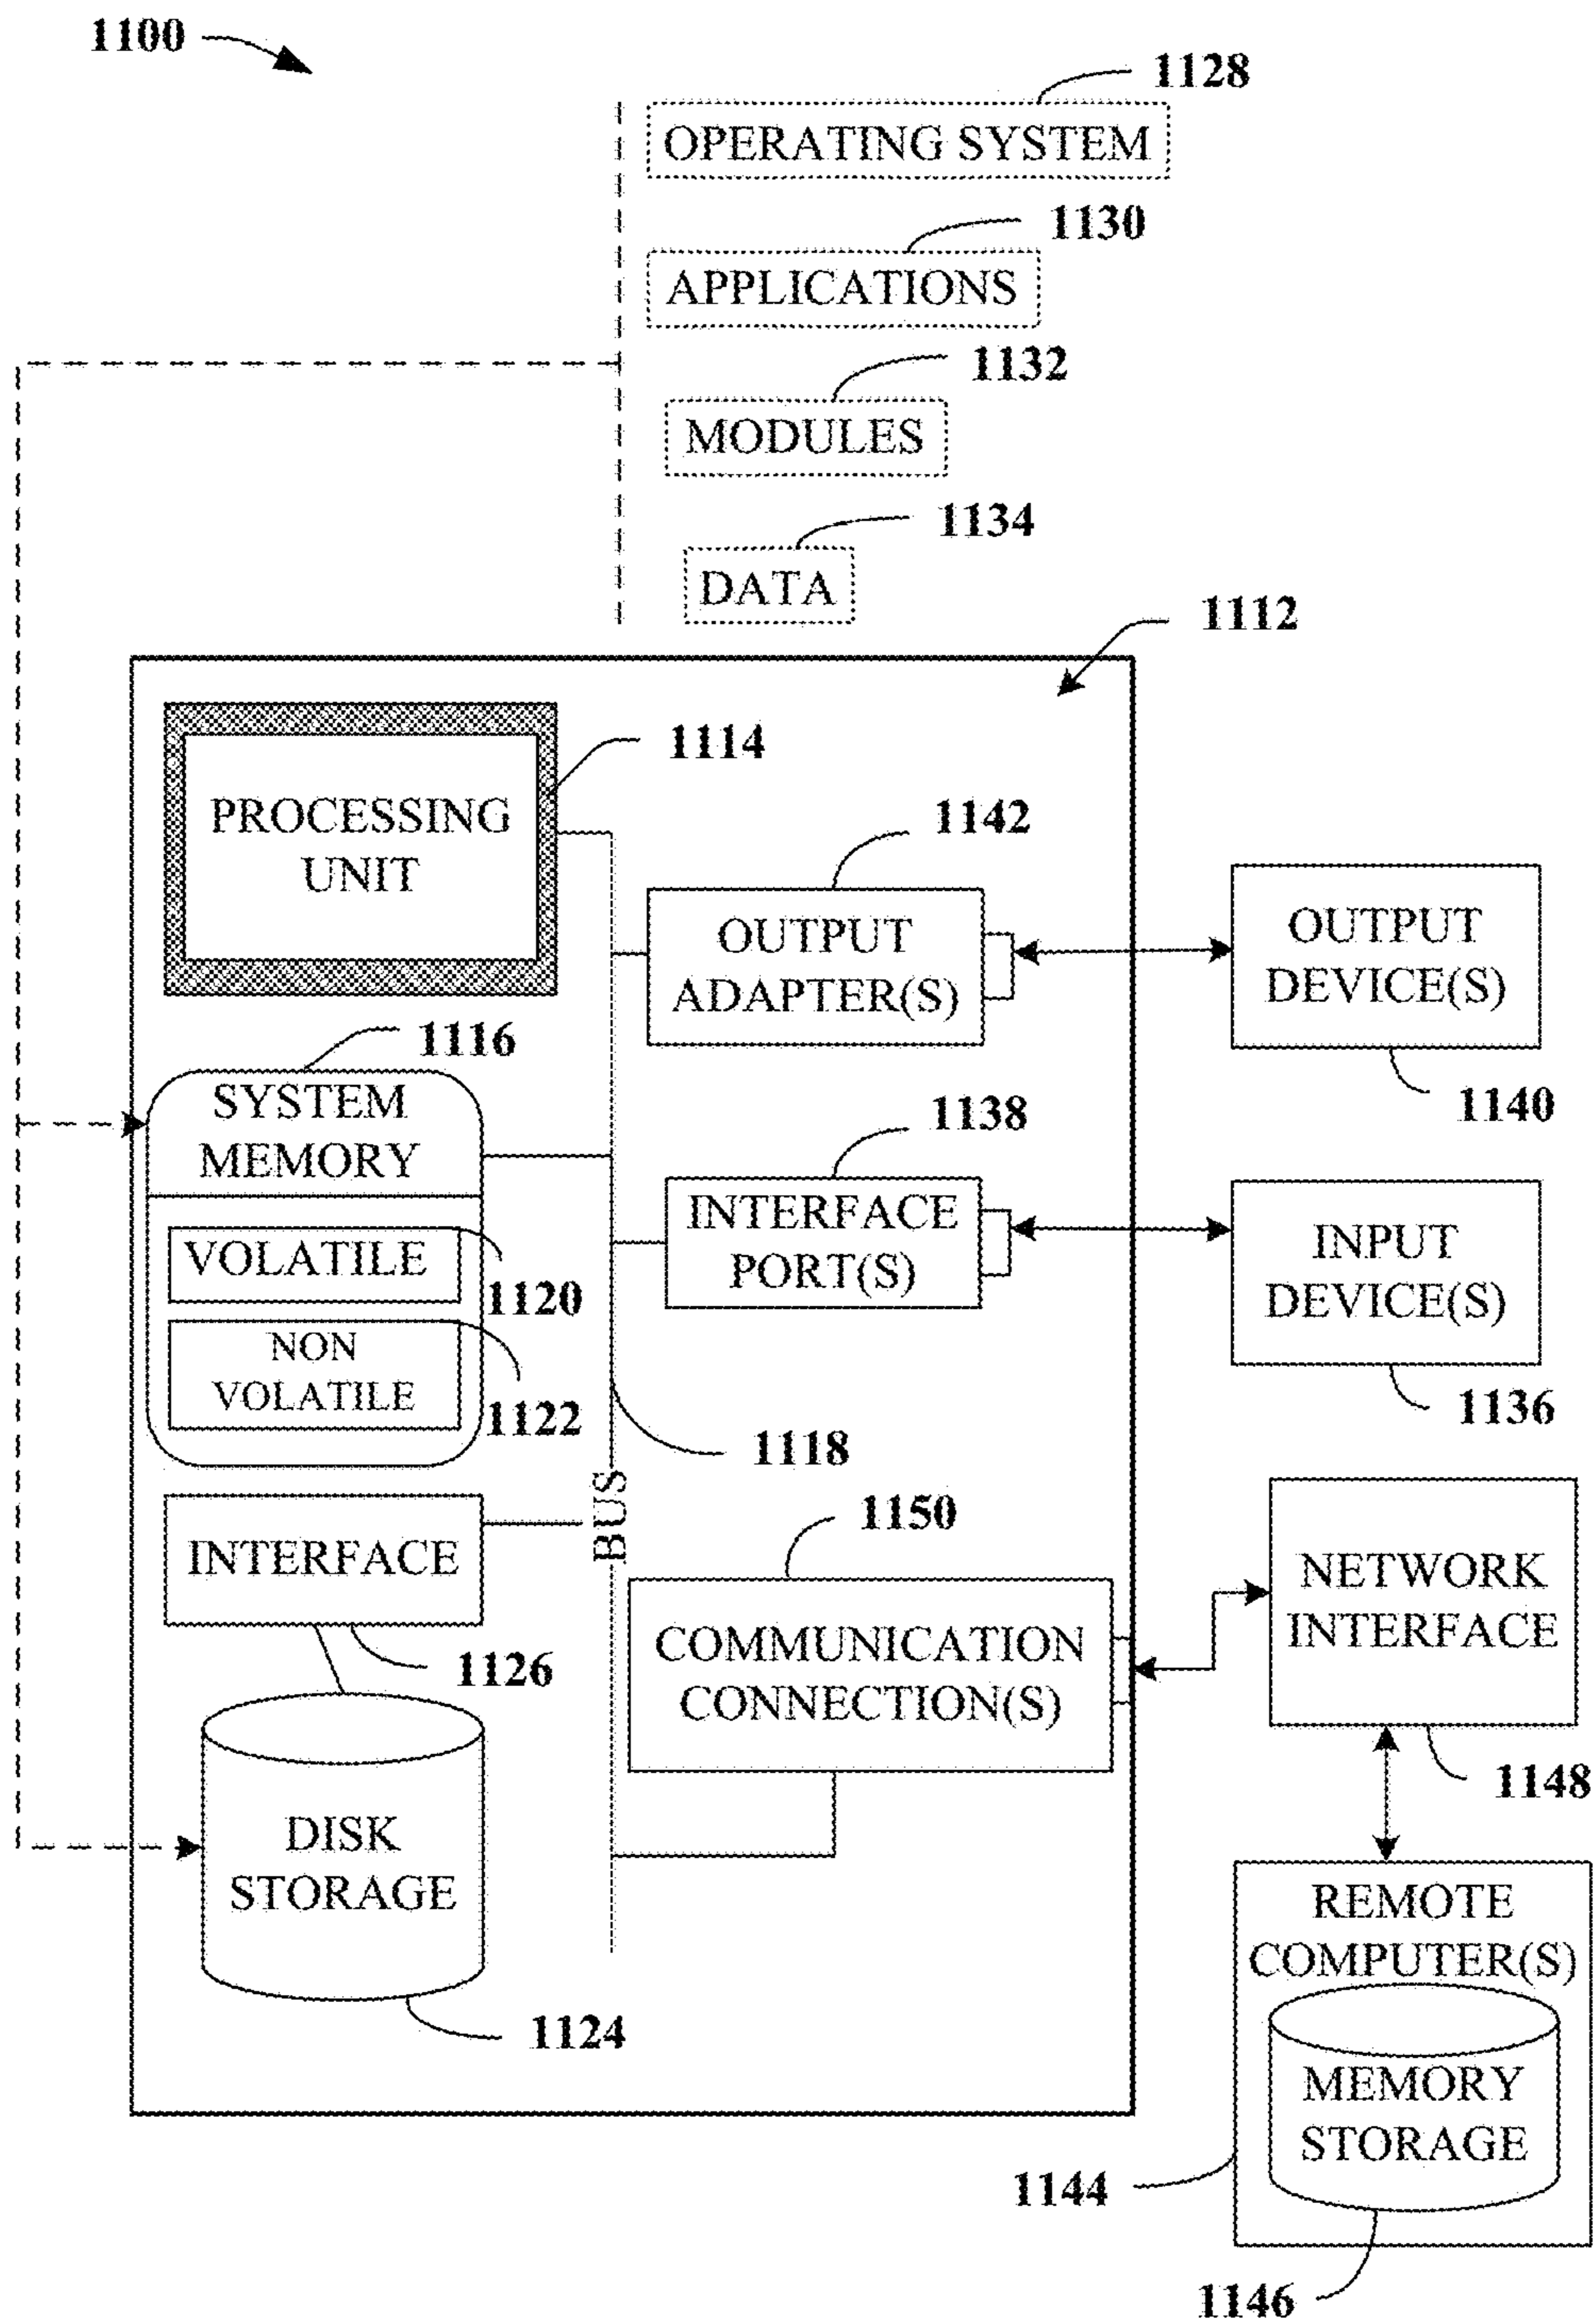 1100
1128
OPERATING SYSTEM
1130
APPLICATIONS
1132
MODULES
1134
DATA
1112
1114
PROCESSING
UNIT
1142
OUTPUT
ADAPTER(S)
OUTPUT
DEVICE(S)
1140
1116
SYSTEM
MEMORY
VOLATILE
1120
NON
VOLATILE
1122
1138
INTERFACE
PORT(S)
INPUT
DEVICE(S)
1136
1118
BUS
INTERFACE
1126
1150
COMMUNICATION
CONNECTION(S)
NETWORK
INTERFACE
1148
DISK
STORAGE
1124
REMOTE
COMPUTER(S)
MEMORY
STORAGE
1144
1146